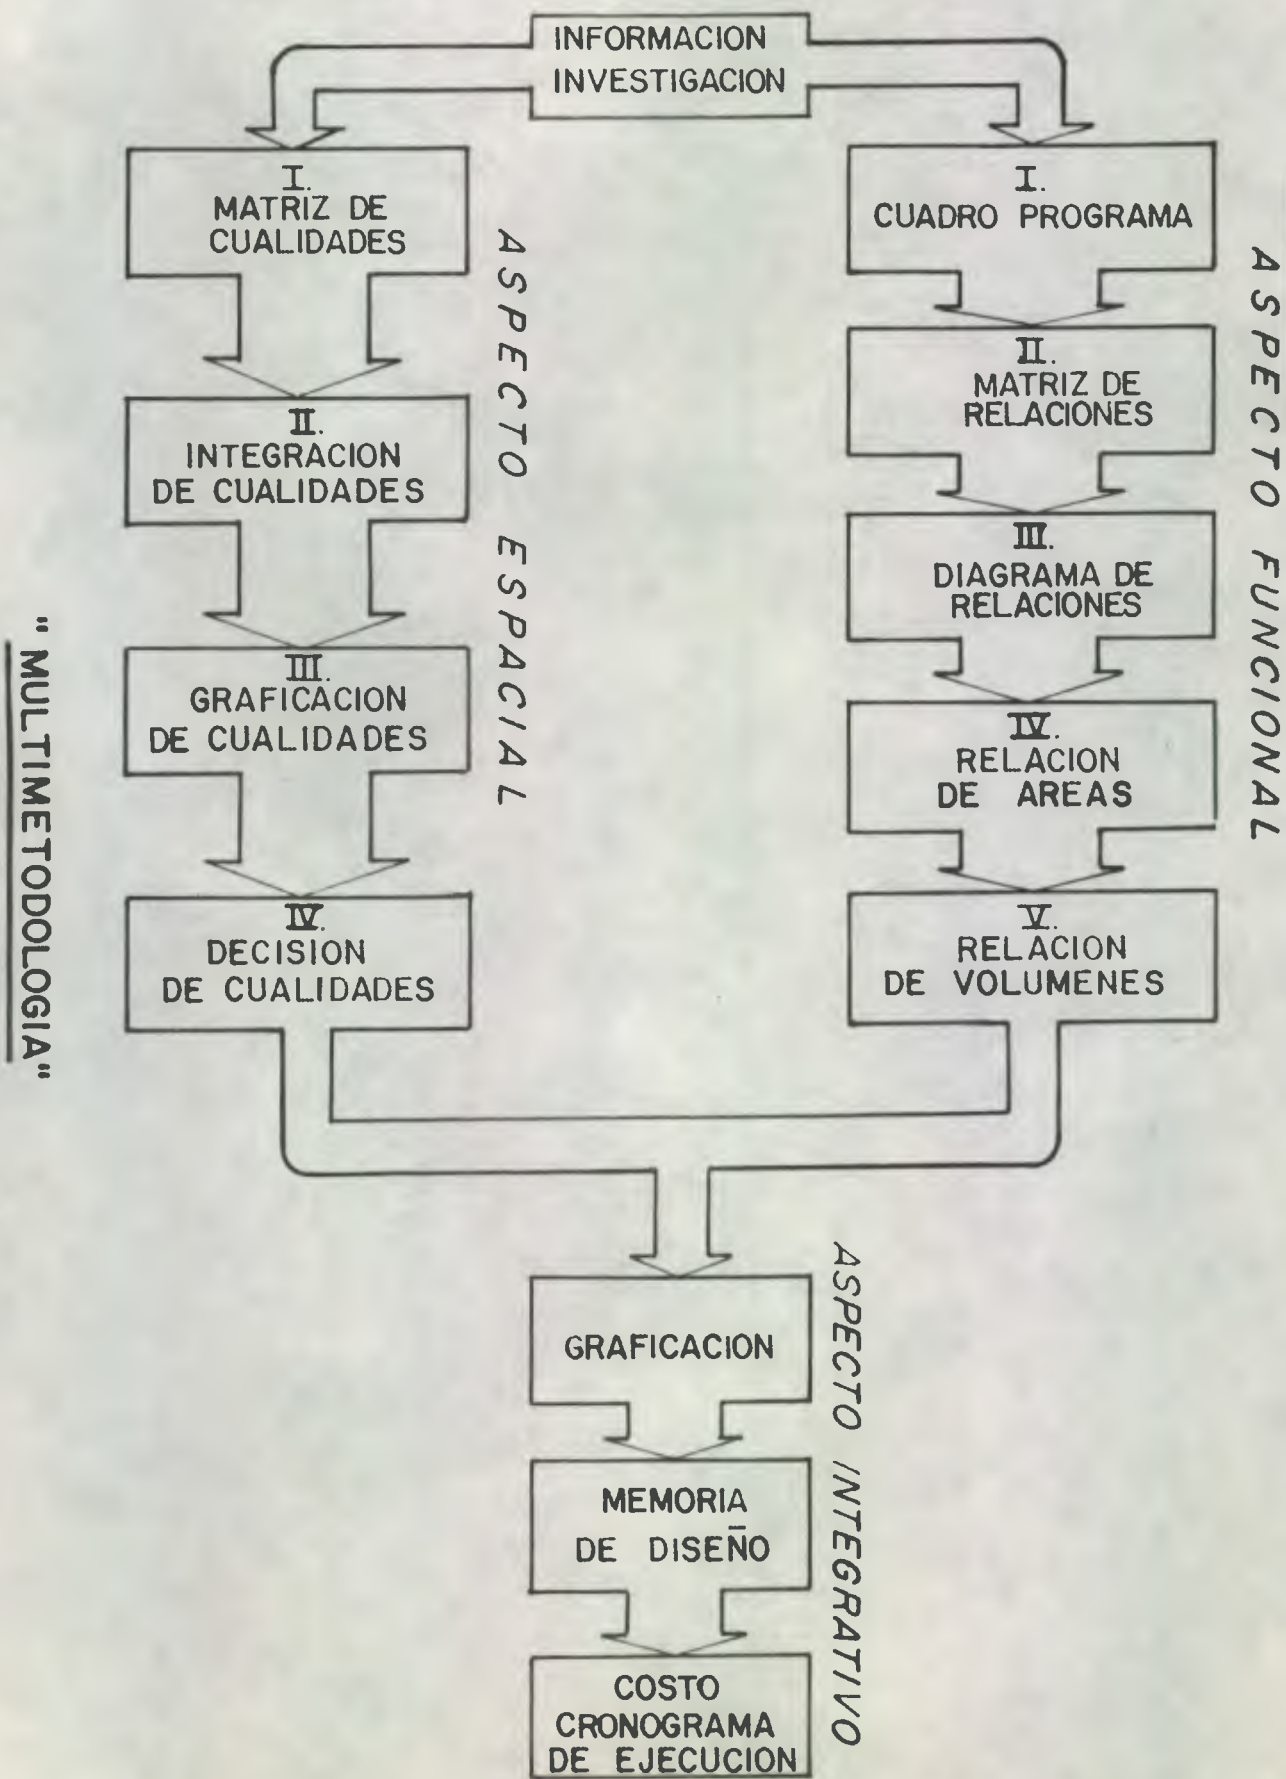 INFORMACION
INVESTIGACION
I.
MATRIZ DE
CUALIDADES
II.
INTEGRACION
DE CUALIDADES
III.
GRAFICACION
DE CUALIDADES
IV.
DECISION
DE CUALIDADES
ASPECTO ESPACIAL
I.
CUADRO PROGRAMA
II.
MATRIZ DE
RELACIONES
III.
DIAGRAMA DE
RELACIONES
IV.
RELACION
DE AREAS
V.
RELACION
DE VOLUMENES
ASPECTO FUNCIONAL
GRAFICACION
MEMORIA
DE DISEÑO
COSTO
CRONOGRAMA
DE EJECUCION
ASPECTO INTEGRATIVO
"MULTIMETODOLOGIA"